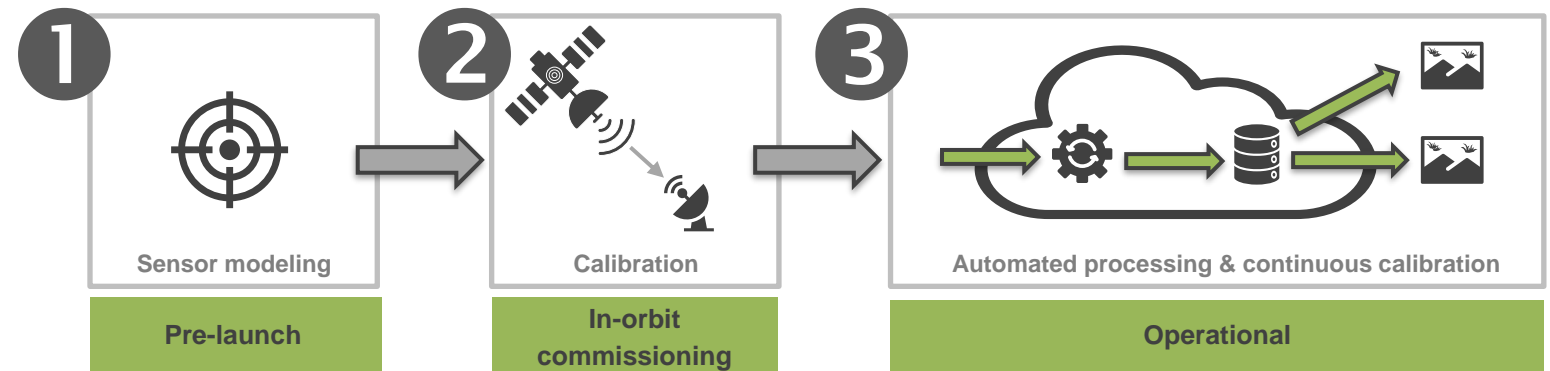 1
2
3
Sensor modeling
Calibration
Automated processing & continuous calibration
Pre-launch
In-orbit
commissioning
Operational